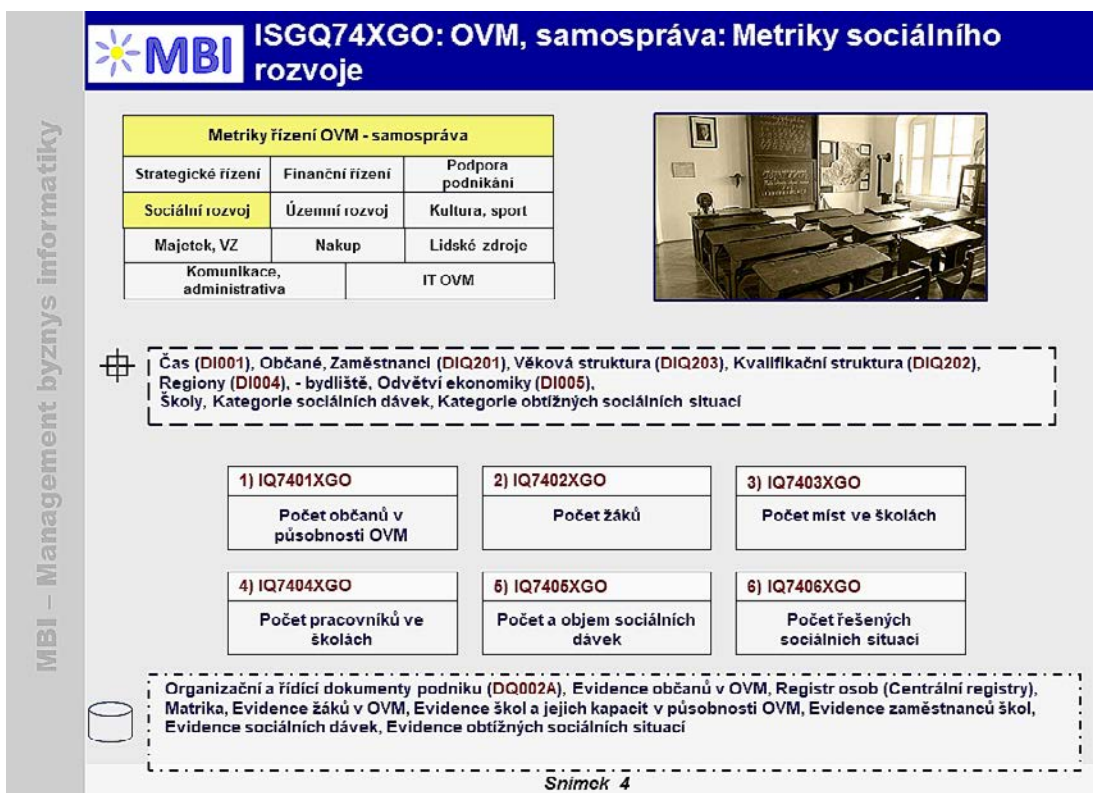 MBI – Management byznys informatiky
MBI
ISGQ74XGO: OVM, samospráva: Metriky sociálního
rozvoje
Metriky řízení OVM - samospráva
Strategické řízení
Finanční řízení
Podpora
podnikání
Sociální rozvoj
Územní rozvoj
Kultura, sport
Majetek, VZ
Nakup
Lidské zdroje
Komunikace,
administrativa
IT OVM
Čas (DI001), Občané, Zaměstnanci (DIQ201), Věková struktura (DIQ203), Kvalifikační struktura (DIQ202),
Regiony (DI004), - bydliště, Odvětví ekonomiky (DI005),
Školy, Kategorie sociálních dávek, Kategorie obtížných sociálních situací
1) IQ7401XGO
Počet občanů v
působnosti OVM
2) IQ7402XGO
Počet žáků
3) IQ7403XGO
Počet míst ve školách
4) IQ7404XGO
Počet pracovníků ve
školách
5) IQ7405XGO
Počet a objem sociálních
dávek
6) IQ7406XGO
Počet řešených
sociálních situací
Organizační a řídící dokumenty podniku (DQ002A), Evidence občanů v OVM, Registr osob (Centrální registry),
Matrika, Evidence žáků v OVM, Evidence škol a jejich kapacit v působnosti OVM, Evidence zaměstnanců škol,
Evidence sociálních dávek, Evidence obtížných sociálních situací
Snímek 4